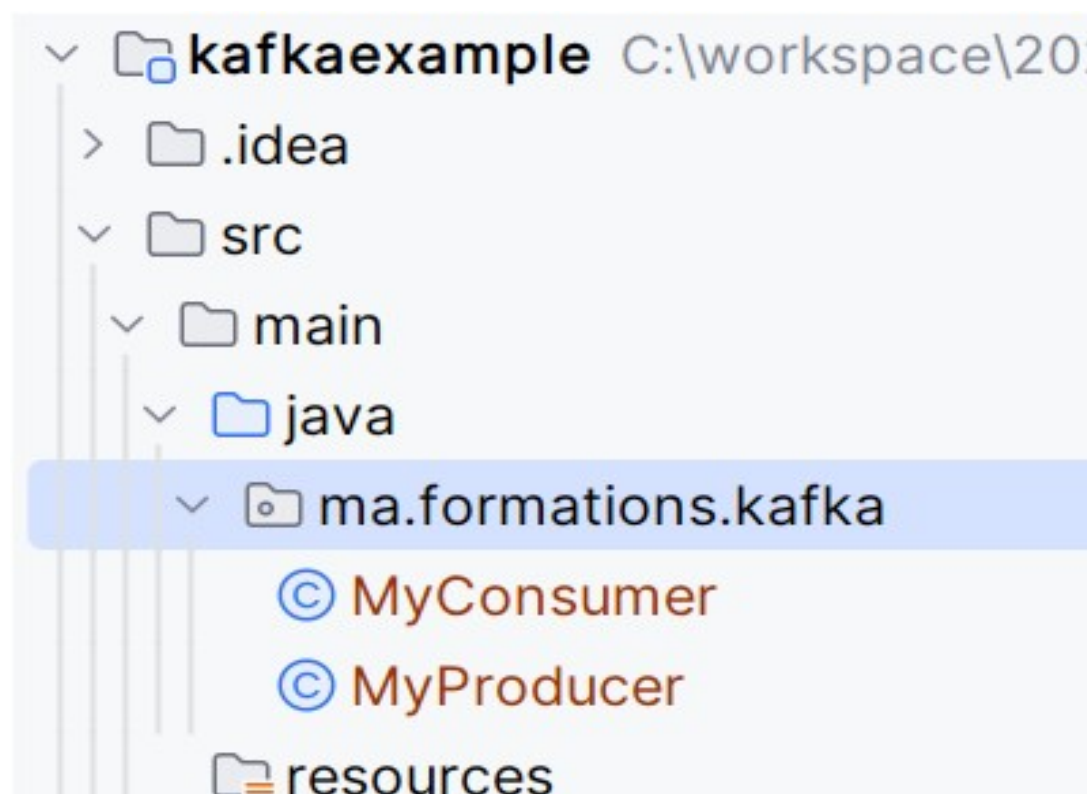 kafkaexample C:\workspace\20
.idea
src
main
java
ma.formations.kafka
MyConsumer
MyProducer
resources